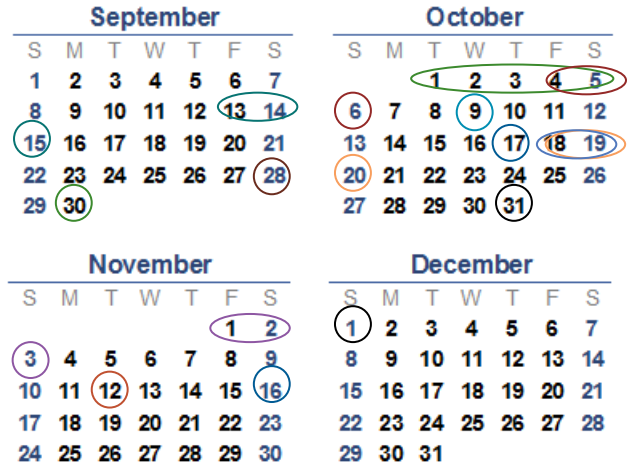 September
S M T W T F S
1 2 3 4 5 6 7
8 9 10 11 12 13 14
15 16 17 18 19 20 21
22 23 24 25 26 27 28
29 30
October
S M T W T F S
1 2 3 4 5
6 7 8 9 10 11 12
13 14 15 16 17 18 19
20 21 22 23 24 25 26
27 28 29 30 31
November
S M T W T F S
1 2
3 4 5 6 7 8 9
10 11 12 13 14 15 16
17 18 19 20 21 22 23
24 25 26 27 28 29 30
December
S M T W T F S
1 2 3 4 5 6 7
8 9 10 11 12 13 14
15 16 17 18 19 20 21
22 23 24 25 26 27 28
29 30 31